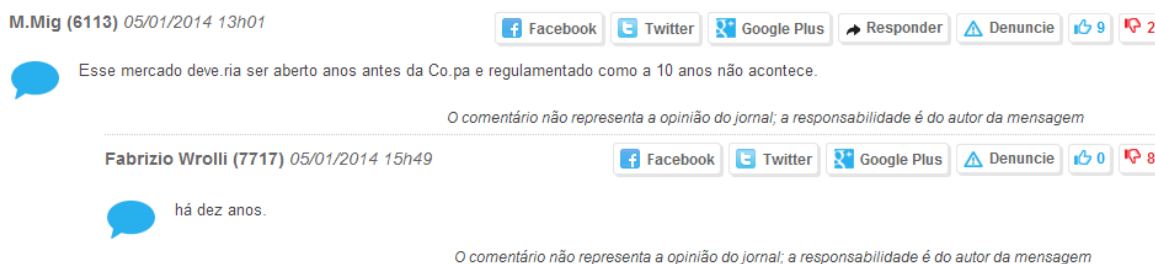 M.Mig (6113) 05/01/2014 13h01 Facebook Twitter Google Plus Responder Denuncie 9 2
Esse mercado deve.ria ser aberto anos antes da Co.pa e regulamentado como a 10 anos não acontece.
O comentário não representa a opinião do jornal; a responsabilidade é do autor da mensagem
Fabrizio Wrolli (7717) 05/01/2014 15h49 Facebook Twitter Google Plus Denuncie 0 8
há dez anos.
O comentário não representa a opinião do jornal; a responsabilidade é do autor da mensagem